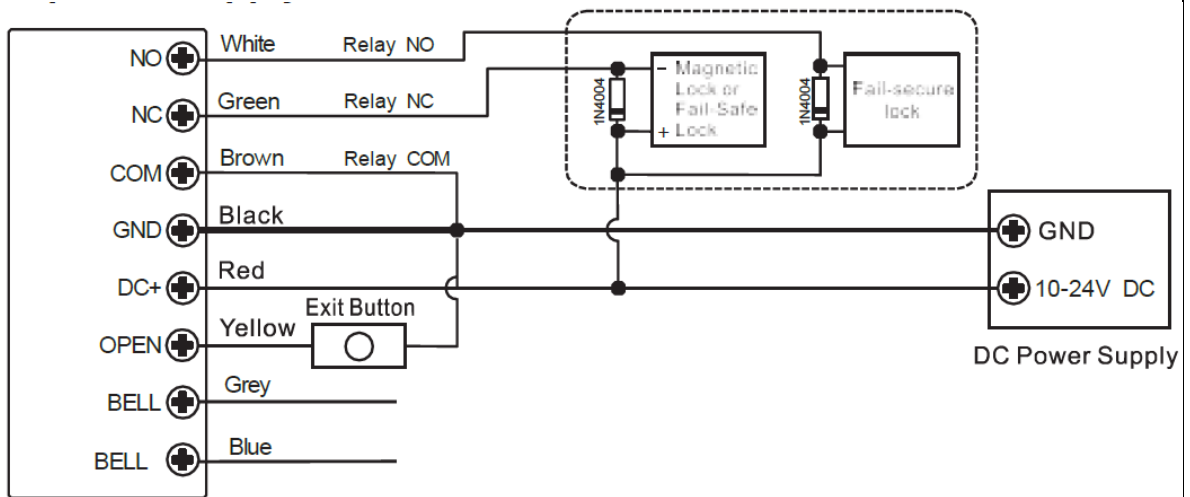 NO
White
Relay NO
NC
Green
Relay NC
COM
Brown
Relay COM
GND
Black
DC+
Red
OPEN
Yellow
Exit Button
BELL
Grey
BELL
Blue
1N4004
- Magnetic
Lock or
Fail-Safe
+ Lock
1N4004
Fail-secure
lock
GND
10-24V DC
DC Power Supply